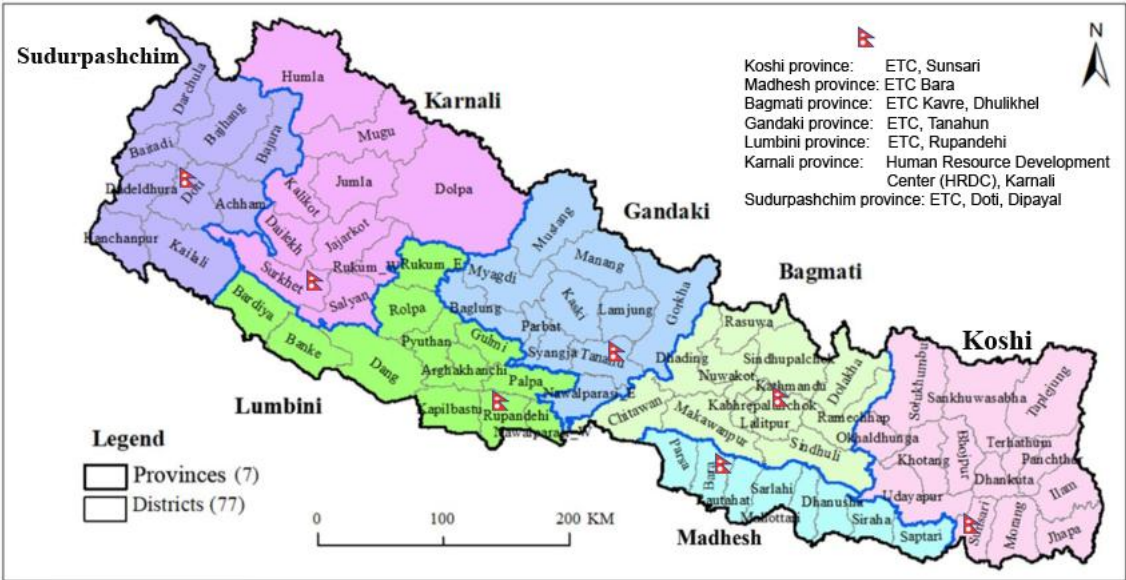 N
Koshi province: ETC, Sunsari
Madhesh province: ETC Bara
Bagmati province: ETC Kavre, Dhulikhel
Gandaki province: ETC, Tanahun
Lumbini province: ETC, Rupandehi
Karnali province: Human Resource Development
Center (HRDC), Karnali
Sudurpashchim province: ETC, Doti, Dipayal
Sudurpashchim
Darchula
Bajhang
Baitadi
Bajura
Dadeldhura
Doti
Achham
Kanchanpur
Kailali
Karnali
Humla
Mugu
Jumla
Dolpa
Kalikot
Dailekh
Jajarkot
Surkhet
Rukum_W
Salyan
Gandaki
Mustang
Manang
Myagdi
Kaski
Lamjung
Gorkha
Baglung
Parbat
Syangja
Tanahu
Nawalparasi_E
Lumbini
Rukum_E
Bardiya
Banke
Dang
Rolpa
Pyuthan
Gulmi
Arghakhanchi
Palpa
Kapilbastu
Rupandehi
Nawalparasi_W
Bagmati
Rasuwa
Dhading
Sindhupalchok
Nuwakot
Dolakha
Kathmandu
Kabhrepalanchok
Lalitpur
Ramechhap
Chitawan
Makawanpur
Sindhuli
Koshi
Solukhumbu
Sankhuwasabha
Taplejung
Okhaldhunga
Khotang
Bhojpur
Terhathum
Panchthar
Dhankuta
Ilam
Udayapur
Sunsari
Morang
Jhapa
Madhesh
Parsa
Bara
Rautahat
Sarlahi
Mahottari
Dhanusha
Siraha
Saptari
Legend
Provinces (7)
Districts (77)
0 100 200 KM